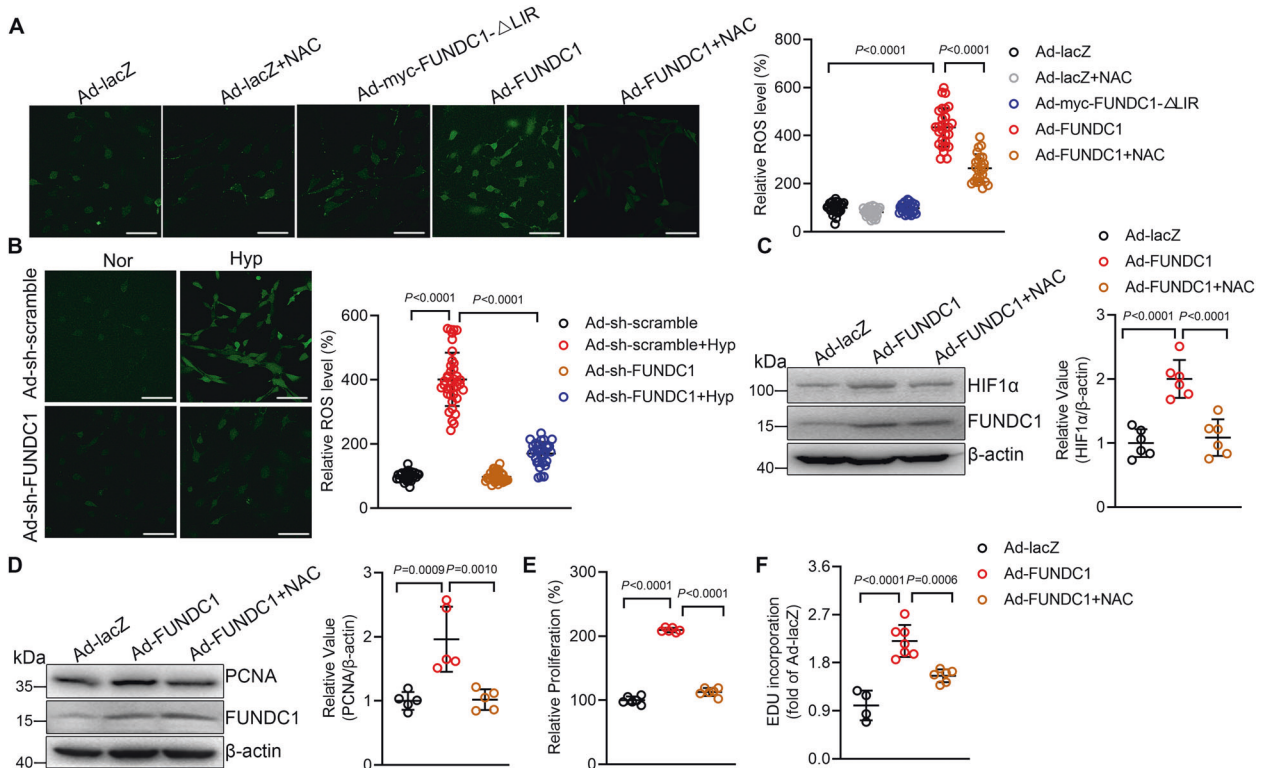 A
Ad-lacZ
Ad-lacZ+NAC
Ad-myc-FUNDC1-△LIR
Ad-FUNDC1
Ad-FUNDC1+NAC
Relative ROS level (%)
800
600
400
200
0
P<0.0001
P<0.0001
Ad-lacZ
Ad-lacZ+NAC
Ad-myc-FUNDC1-△LIR
Ad-FUNDC1
Ad-FUNDC1+NAC
B
Nor
Hyp
Ad-sh-scramble
Ad-sh-FUNDC1
Relative ROS level (%)
600
400
200
0
P<0.0001
P<0.0001
Ad-sh-scramble
Ad-sh-scramble+Hyp
Ad-sh-FUNDC1
Ad-sh-FUNDC1+Hyp
C
Ad-lacZ
Ad-FUNDC1
Ad-FUNDC1+NAC
kDa
100
HIF1α
15
FUNDC1
40
β-actin
Ad-lacZ
Ad-FUNDC1
Ad-FUNDC1+NAC
Relative Value
(HIF1α/β-actin)
3
2
1
0
P<0.0001
P<0.0001
D
Ad-lacZ
Ad-FUNDC1
Ad-FUNDC1+NAC
kDa
35
PCNA
15
FUNDC1
40
β-actin
Relative Value
(PCNA/β-actin)
3
2
1
0
P=0.0009
P=0.0010
E
Relative Proliferation (%)
300
200
100
0
P<0.0001
P<0.0001
F
EDU incorporation
(fold of Ad-lacZ)
3.6
2.7
1.8
0.9
0.0
P<0.0001
P=0.0006
Ad-lacZ
Ad-FUNDC1
Ad-FUNDC1+NAC